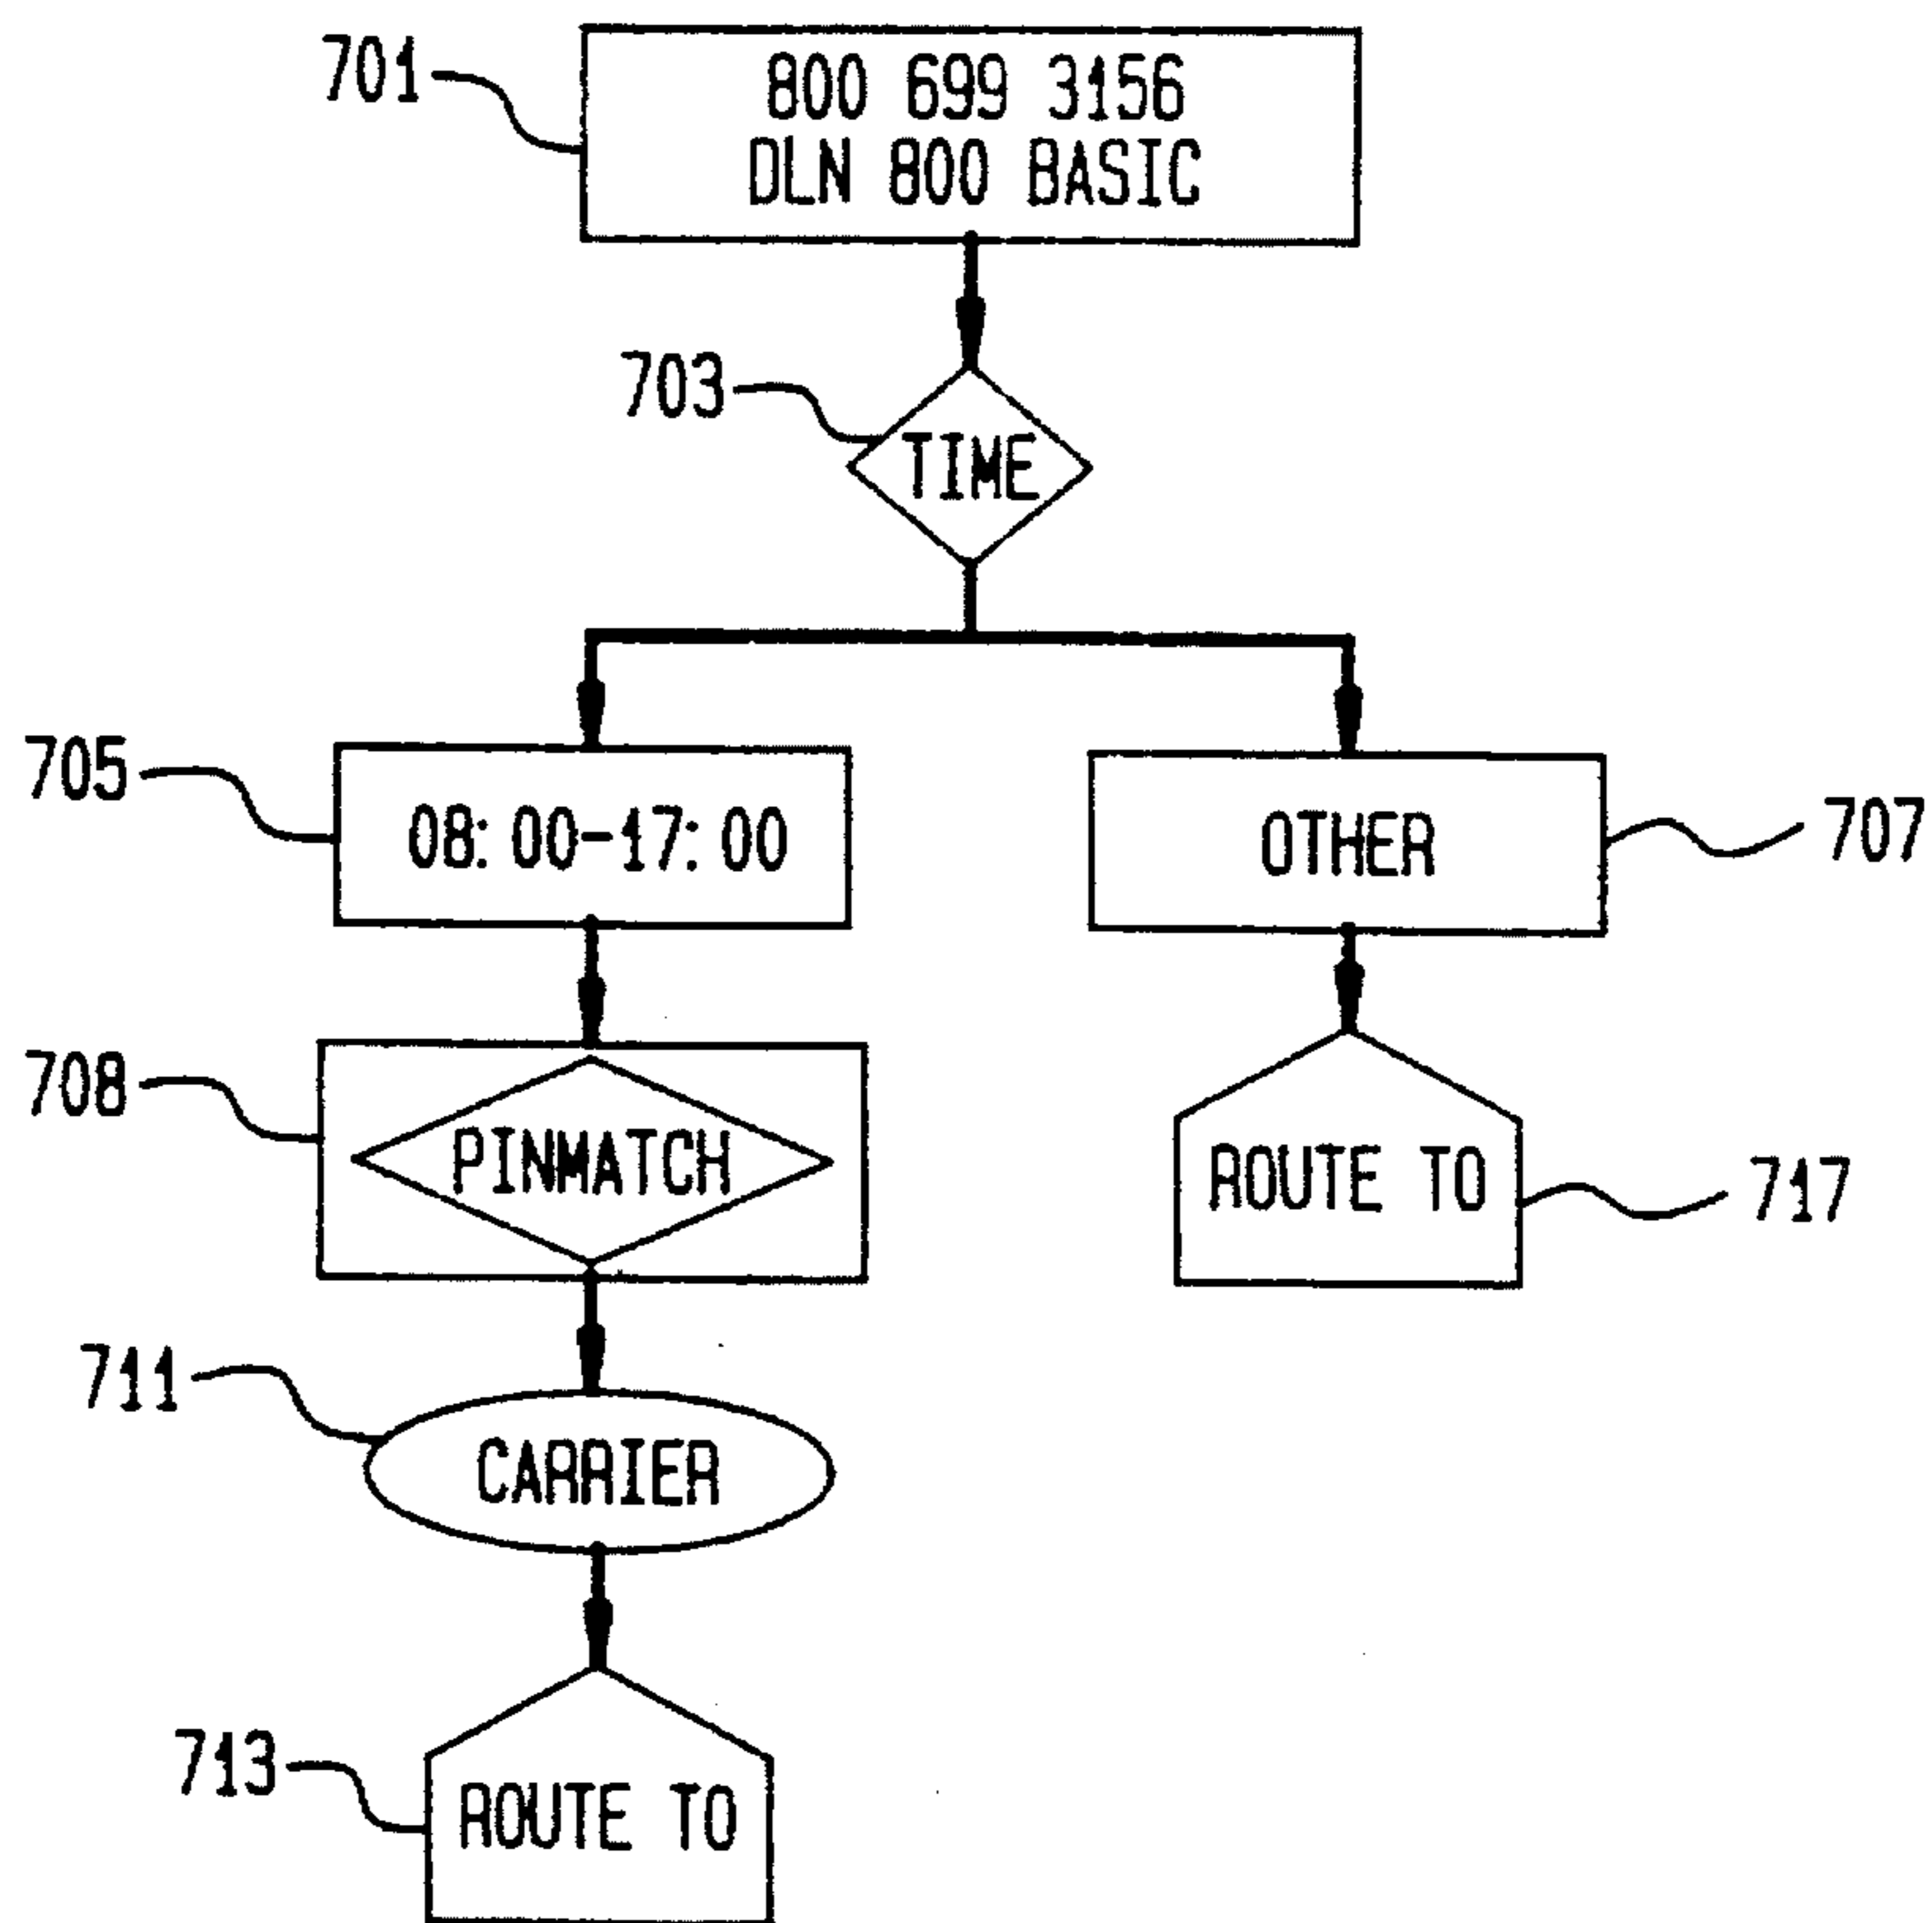 701
800 699 3156
DLN 800 BASIC
703
TIME
705
08:00-17:00
OTHER
707
708
PINMATCH
ROUTE TO
717
711
CARRIER
713
ROUTE TO